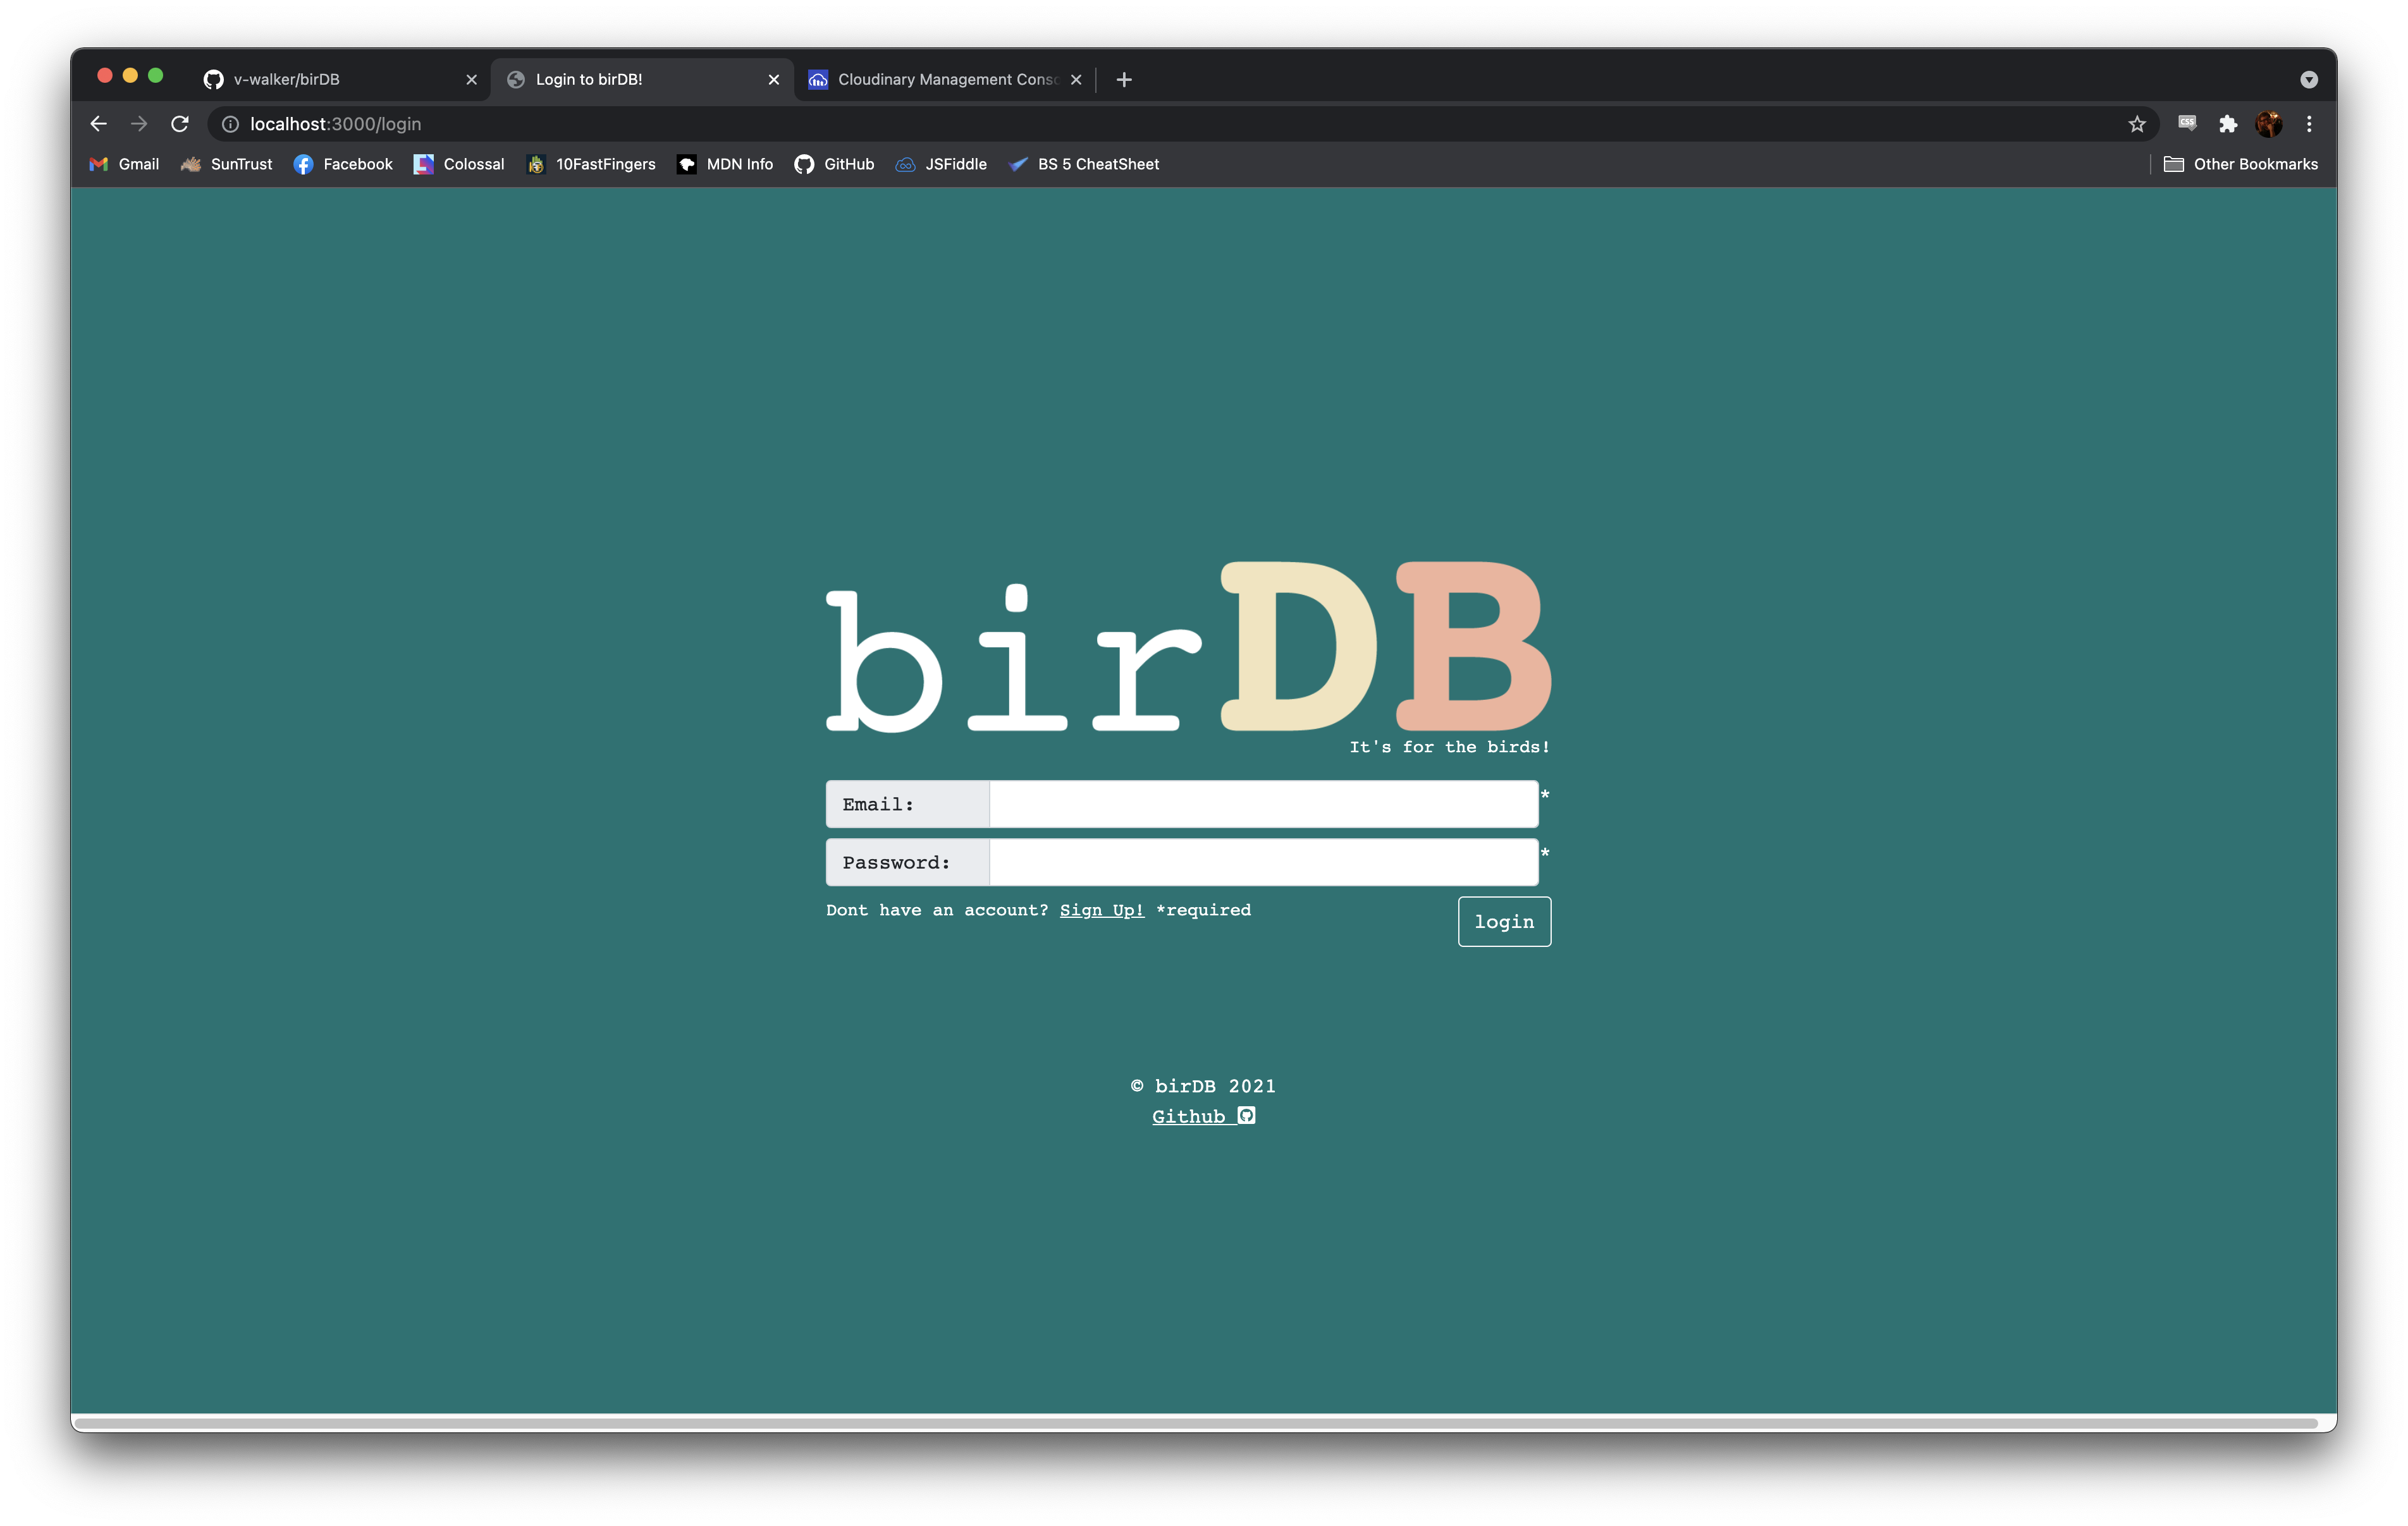 v-walker/birDB
Login to birDB!
Cloudinary Management Conso
localhost:3000/login
CSS
Gmail
SunTrust
Facebook
Colossal
10FastFingers
MDN Info
GitHub
JSFiddle
BS 5 CheatSheet
Other Bookmarks
birDB
It's for the birds!
Email: *
Password: *
Dont have an account? Sign Up! *required
login
© birDB 2021
Github